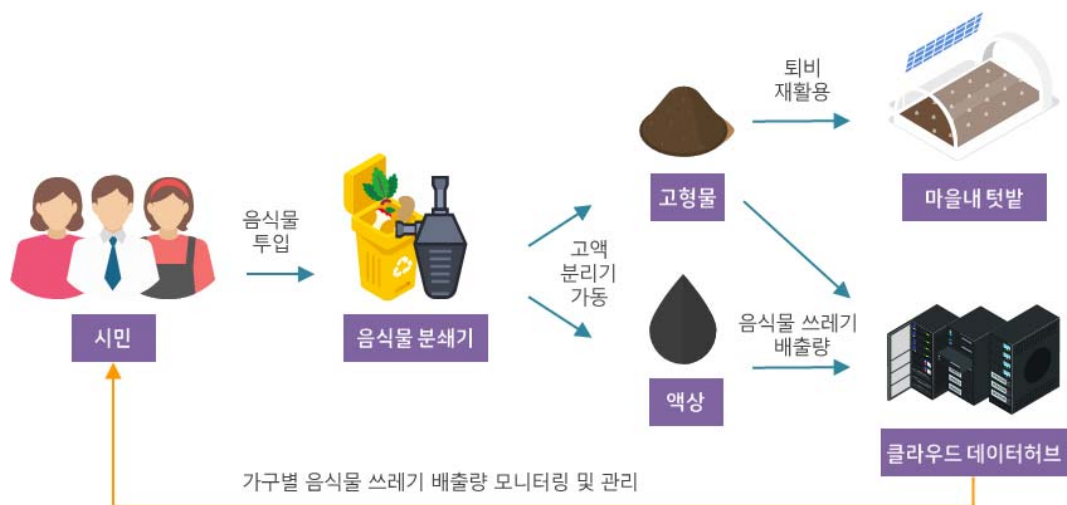 시민
음식물
투입
음식물 분쇄기
고액
분리기
가동
고형물
액상
퇴비
재활용
마을내 텃밭
음식물 쓰레기
배출량
클라우드 데이터허브
가구별 음식물 쓰레기 배출량 모니터링 및 관리